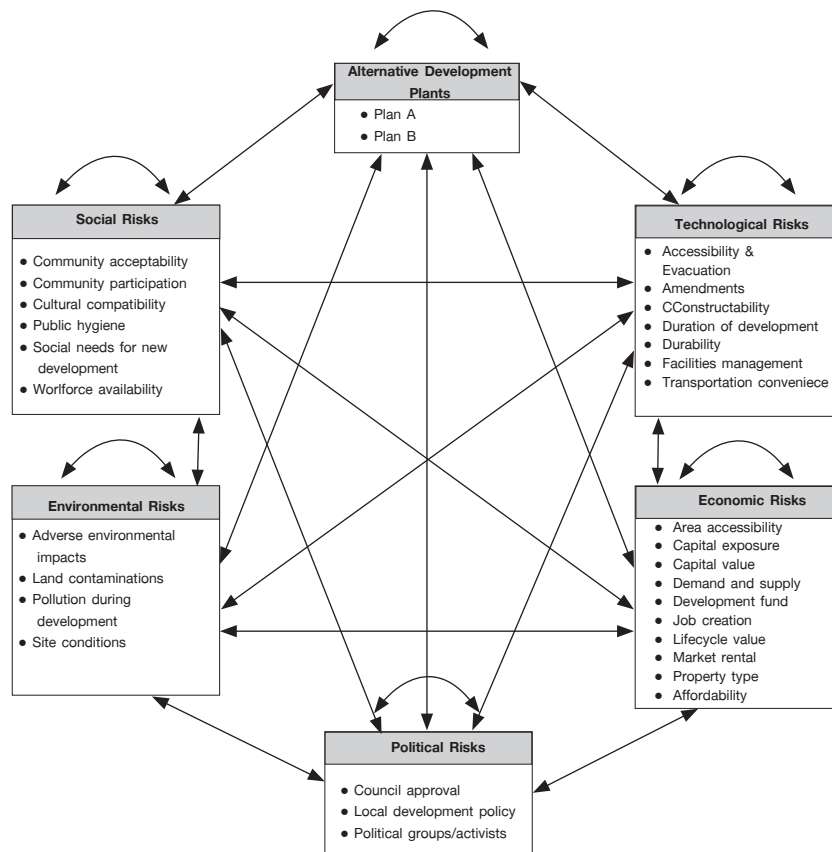 Alternative Development
Plants
● Plan A
● Plan B
Social Risks
● Community acceptability
● Community participation
● Cultural compatibility
● Public hygiene
● Social needs for new
development
● Worlforce availability
Technological Risks
● Accessibility &
Evacuation
● Amendments
● CConstructability
● Duration of development
● Durability
● Facilities management
● Transportation conveniece
Environmental Risks
● Adverse environmental
impacts
● Land contaminations
● Pollution during
development
● Site conditions
Economic Risks
● Area accessibility
● Capital exposure
● Capital value
● Demand and supply
● Development fund
● Job creation
● Lifecycle value
● Market rental
● Property type
● Affordability
Political Risks
● Council approval
● Local development policy
● Political groups/activists